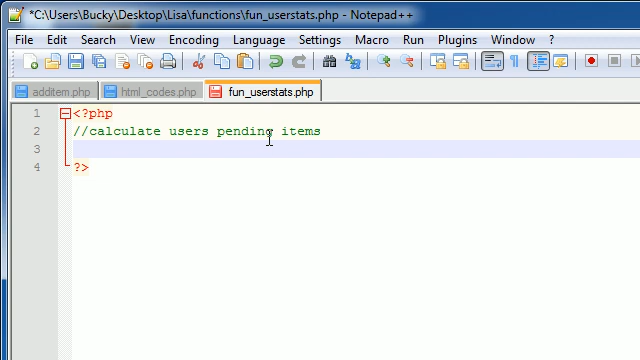 *C:\Users\Bucky\Desktop\Lisa\functions\fun_userstats.php - Notepad++
File Edit Search View Encoding Language Settings Macro Run Plugins Window ?
additem.php html_codes.php fun_userstats.php
1 <?php
2 //calculate users pending items
3
4 ?>